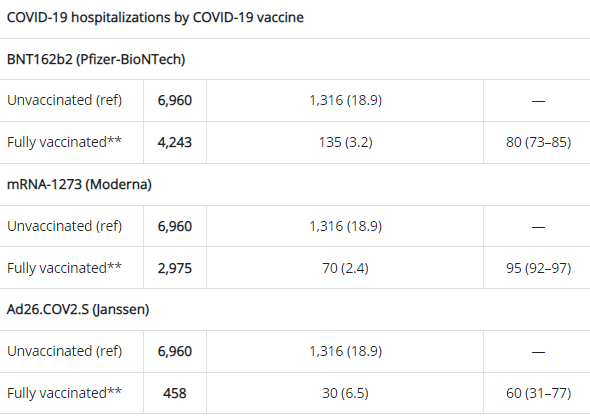 COVID-19 hospitalizations by COVID-19 vaccine
BNT162b2 (Pfizer-BioNTech)
Unvaccinated (ref) 6,960 1,316 (18.9) —
Fully vaccinated** 4,243 135 (3.2) 80 (73–85)
mRNA-1273 (Moderna)
Unvaccinated (ref) 6,960 1,316 (18.9) —
Fully vaccinated** 2,975 70 (2.4) 95 (92–97)
Ad26.COV2.S (Janssen)
Unvaccinated (ref) 6,960 1,316 (18.9) —
Fully vaccinated** 458 30 (6.5) 60 (31–77)